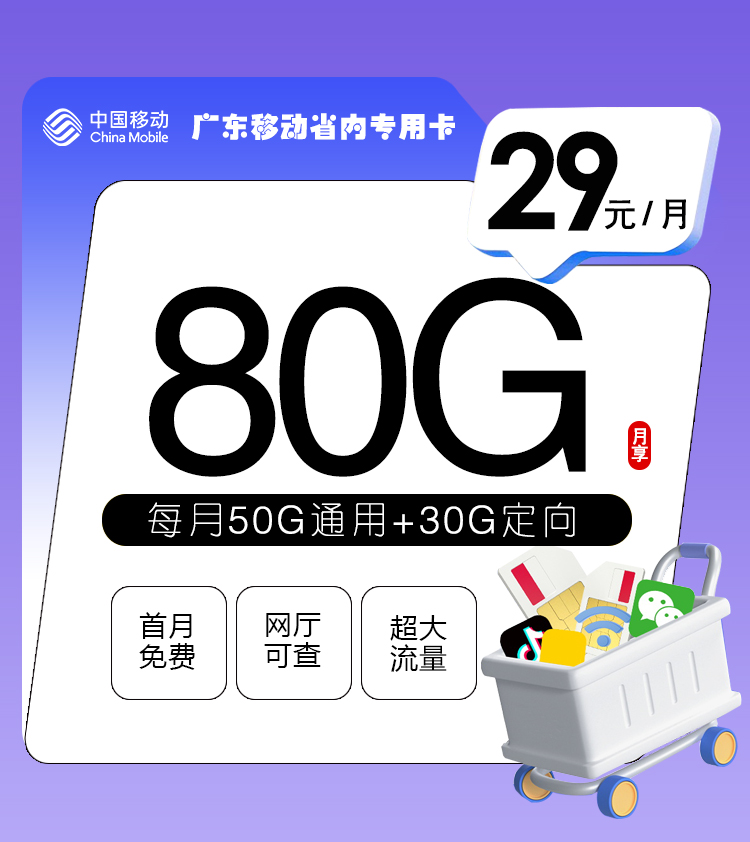 中国移动
China Mobile
广东移动省内专用卡
29元/月
80G
月享
每月50G通用+30G定向
首月
免费
网厅
可查
超大
流量